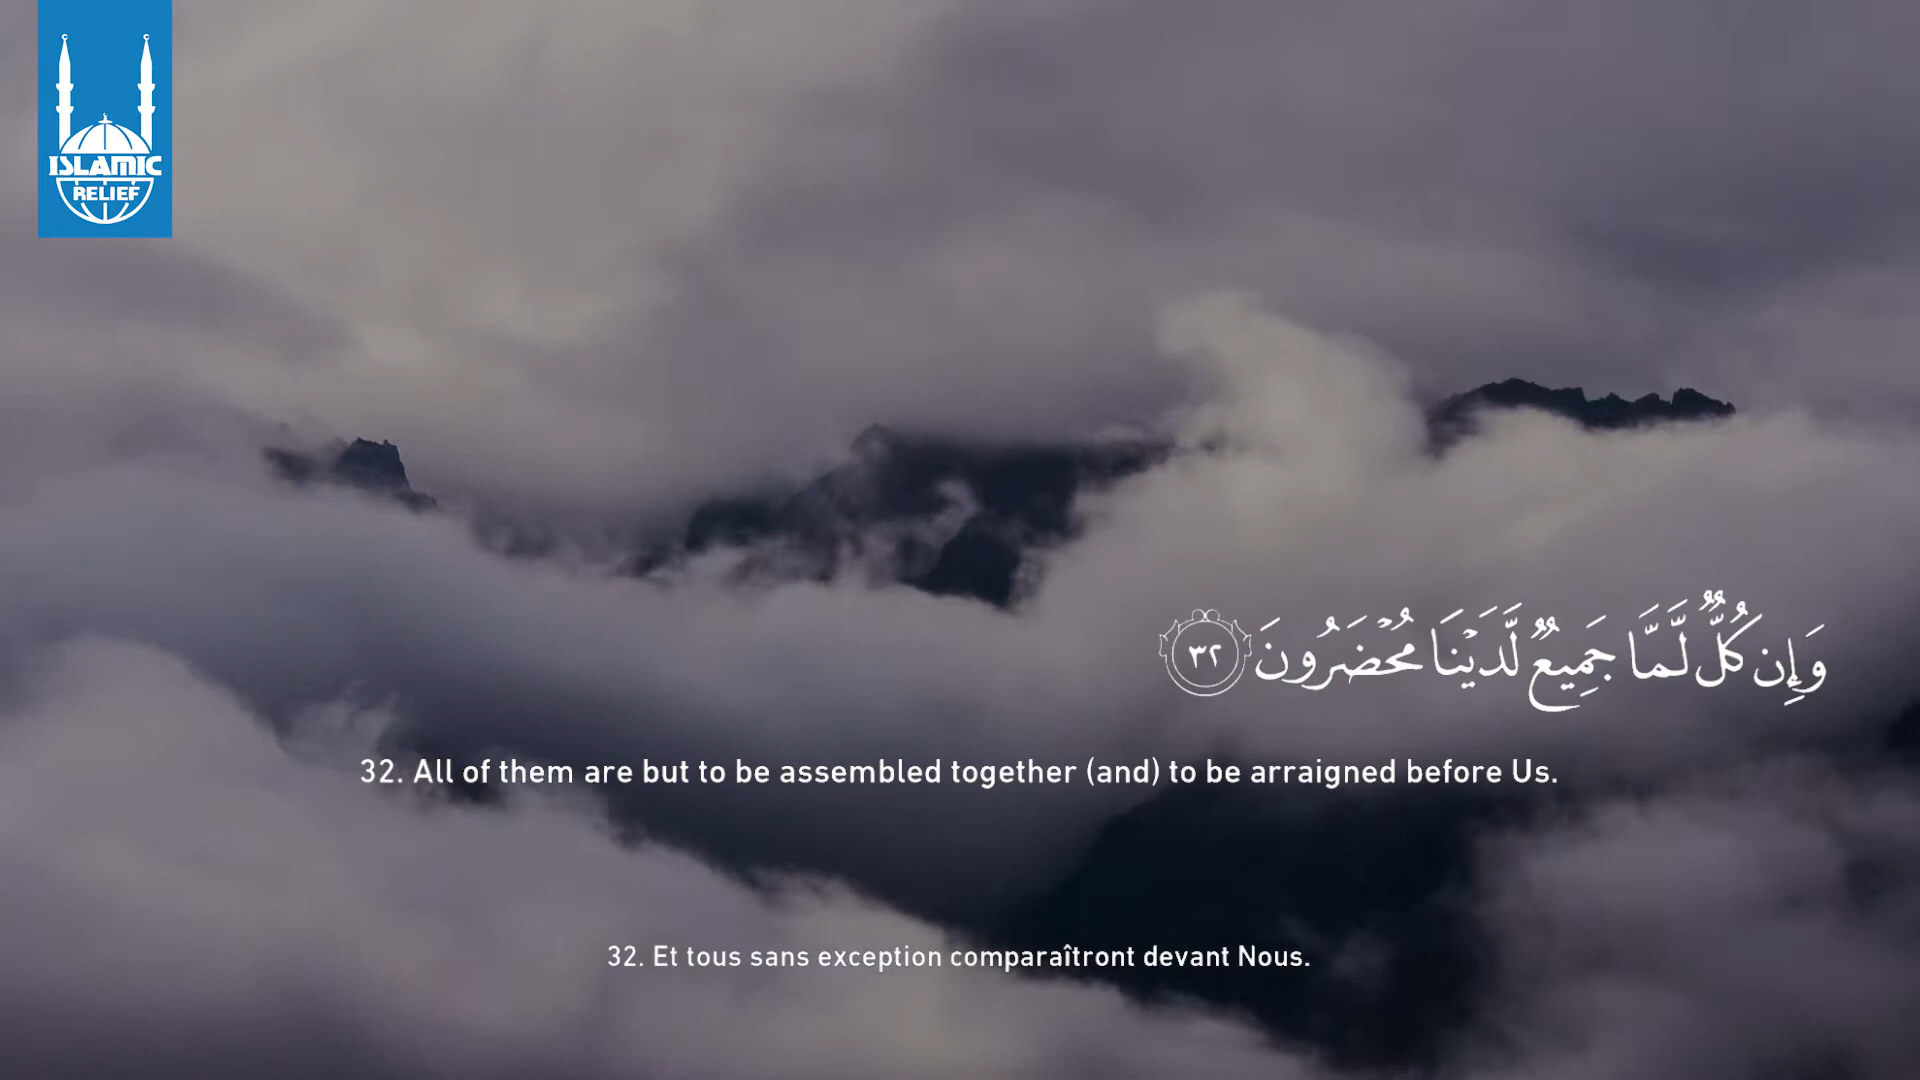 ISLAMIC
RELIEF
وَإِن كُلٌّ لَّمَّا جَمِيعٌ لَّدَيْنَا مُحْضَرُونَ ٣٢
32. All of them are but to be assembled together (and) to be arraigned before Us.
32. Et tous sans exception comparaîtront devant Nous.